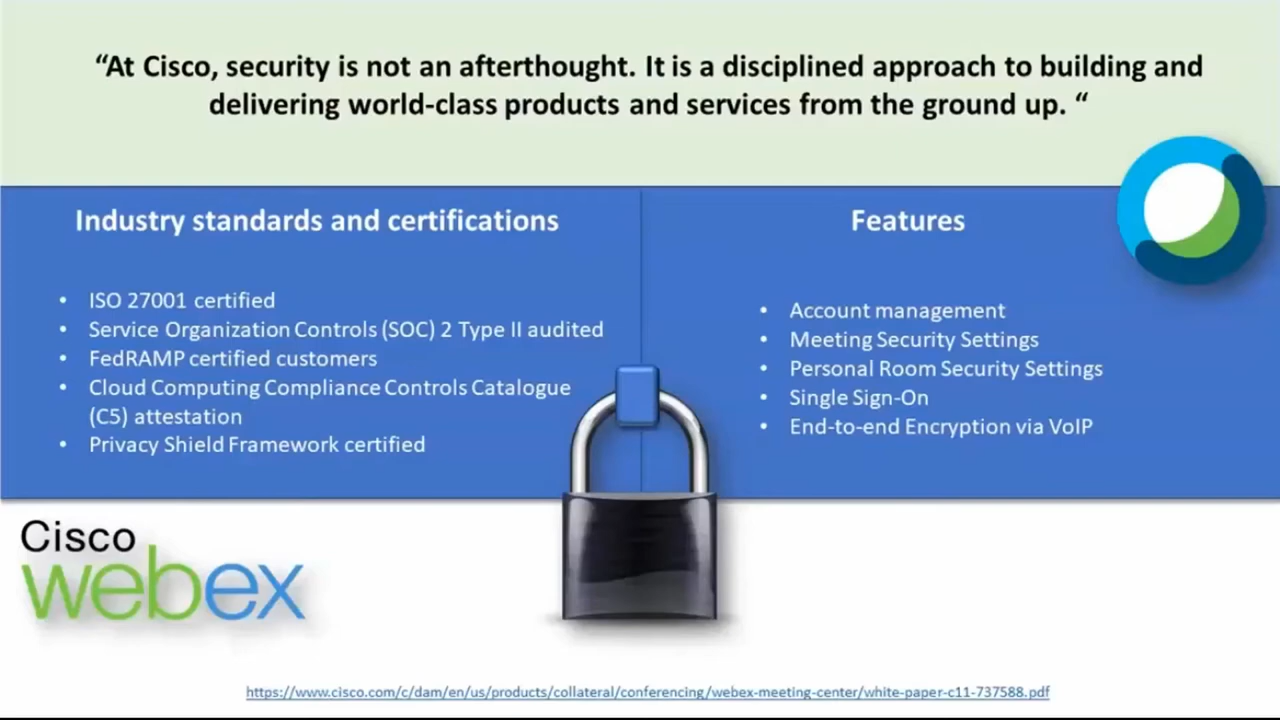 “At Cisco, security is not an afterthought. It is a disciplined approach to building and
delivering world-class products and services from the ground up. “
Industry standards and certifications
• ISO 27001 certified
• Service Organization Controls (SOC) 2 Type II audited
• FedRAMP certified customers
• Cloud Computing Compliance Controls Catalogue
(C5) attestation
• Privacy Shield Framework certified
Features
• Account management
• Meeting Security Settings
• Personal Room Security Settings
• Single Sign-On
• End-to-end Encryption via VoIP
Cisco
webex
https://www.cisco.com/c/dam/en/us/products/collateral/conferencing/webex-meeting-center/white-paper-c11-737588.pdf